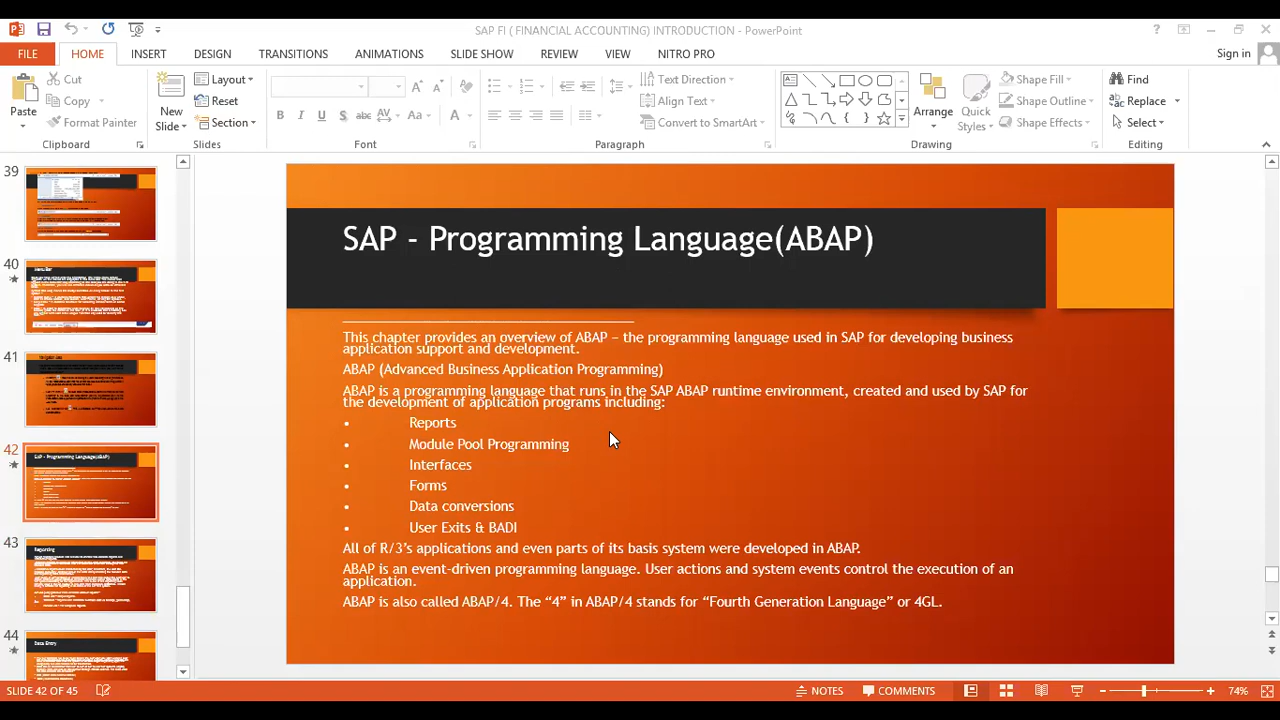 SAP FI ( FINANCIAL ACCOUNTING) INTRODUCTION - PowerPoint
FILE HOME INSERT DESIGN TRANSITIONS ANIMATIONS SLIDE SHOW REVIEW VIEW NITRO PRO Sign in
Paste
Cut
Copy
Format Painter
Clipboard
New
Slide
Layout
Reset
Section
Slides
Font
Text Direction
Align Text
Convert to SmartArt
Paragraph
Arrange
Quick
Styles
Shape Fill
Shape Outline
Shape Effects
Drawing
Find
Replace
Select
Editing
39
40
Menu Bar
41
42
SAP - Programming Language(ABAP)
43
Reporting
44
Data Entry
SAP - Programming Language(ABAP)
This chapter provides an overview of ABAP – the programming language used in SAP for developing business
application support and development.
ABAP (Advanced Business Application Programming)
ABAP is a programming language that runs in the SAP ABAP runtime environment, created and used by SAP for
the development of application programs including:
• Reports
• Module Pool Programming
• Interfaces
• Forms
• Data conversions
• User Exits & BADI
All of R/3’s applications and even parts of its basis system were developed in ABAP.
ABAP is an event-driven programming language. User actions and system events control the execution of an
application.
ABAP is also called ABAP/4. The “4” in ABAP/4 stands for “Fourth Generation Language” or 4GL.
SLIDE 42 OF 45 NOTES COMMENTS 74%